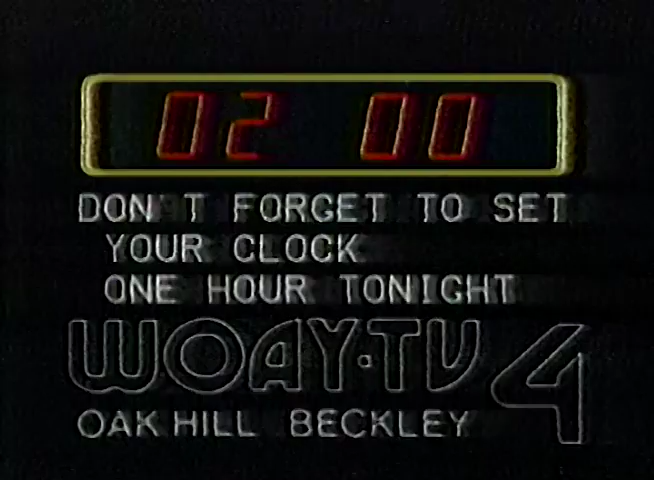 02 00
DON'T FORGET TO SET
YOUR CLOCK
ONE HOUR TONIGHT
WOAY·TV 4
OAK HILL BECKLEY